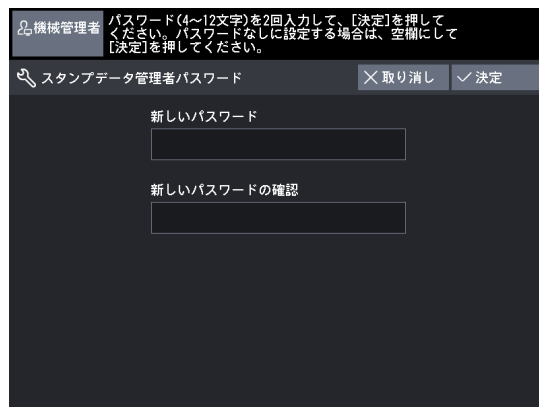 機械管理者
パスワード(4～12文字)を2回入力して、[決定]を押して
ください。パスワードなしに設定する場合は、空欄にして
[決定]を押してください。
スタンプデータ管理者パスワード
取り消し
決定
新しいパスワード
新しいパスワードの確認